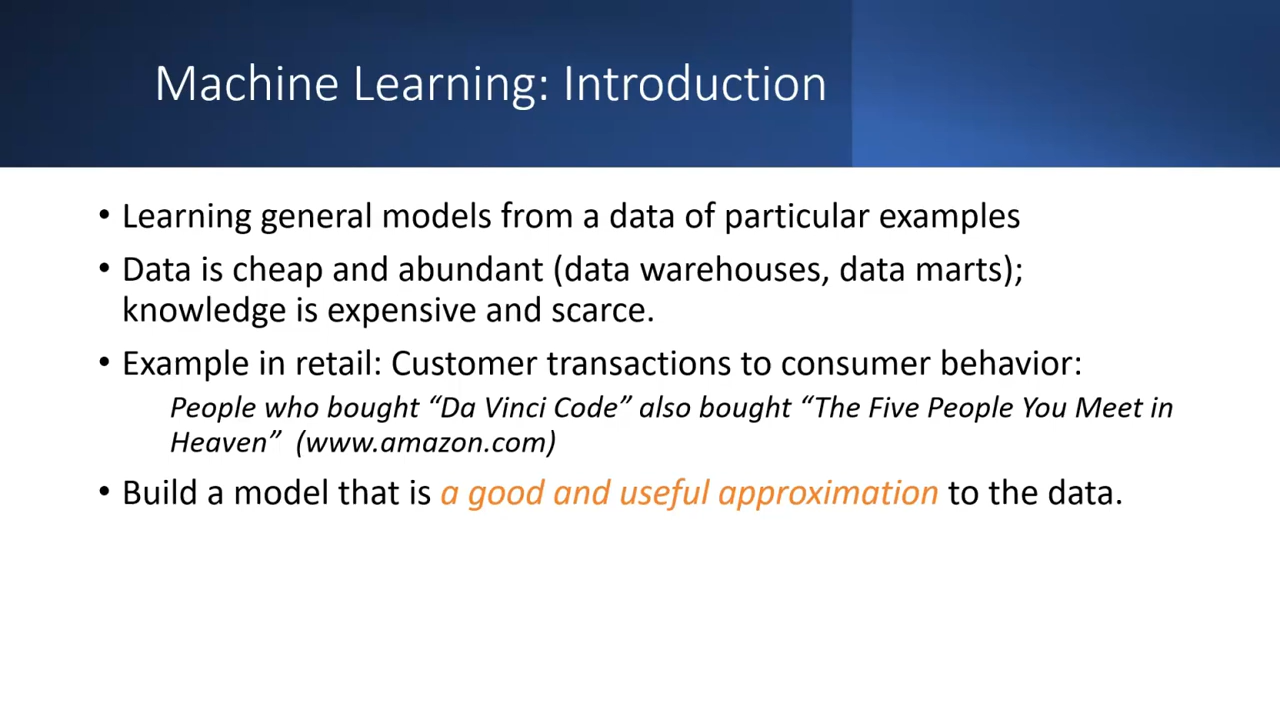 Machine Learning: Introduction
• Learning general models from a data of particular examples
• Data is cheap and abundant (data warehouses, data marts);
knowledge is expensive and scarce.
• Example in retail: Customer transactions to consumer behavior:
People who bought “Da Vinci Code” also bought “The Five People You Meet in
Heaven” (www.amazon.com)
• Build a model that is a good and useful approximation to the data.